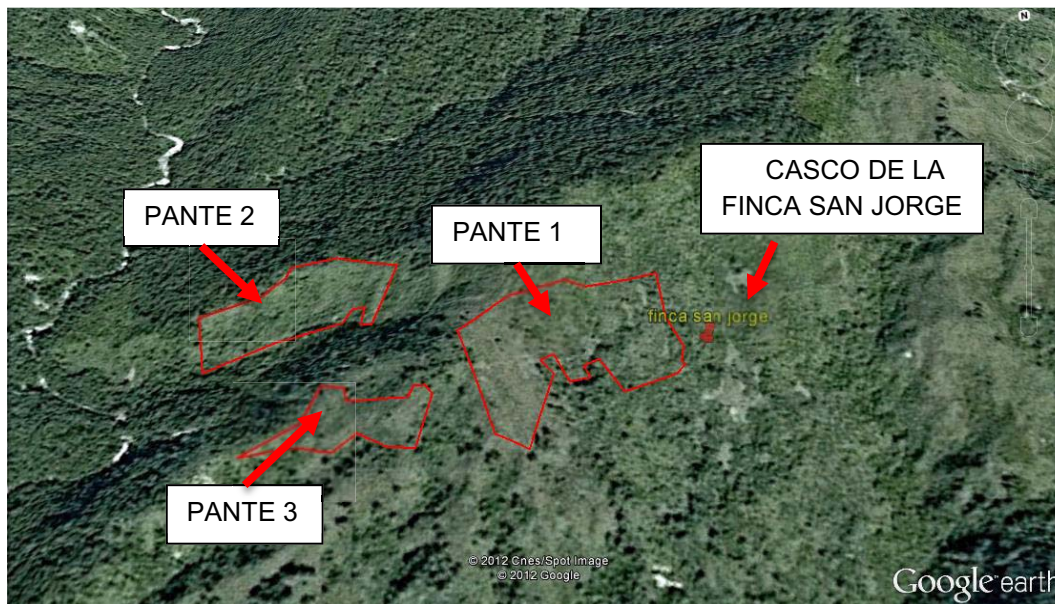 N
CASCO DE LA
FINCA SAN JORGE
PANTE 2
PANTE 1
finca san jorge
PANTE 3
© 2012 Cnes/Spot Image
© 2012 Google
Google earth